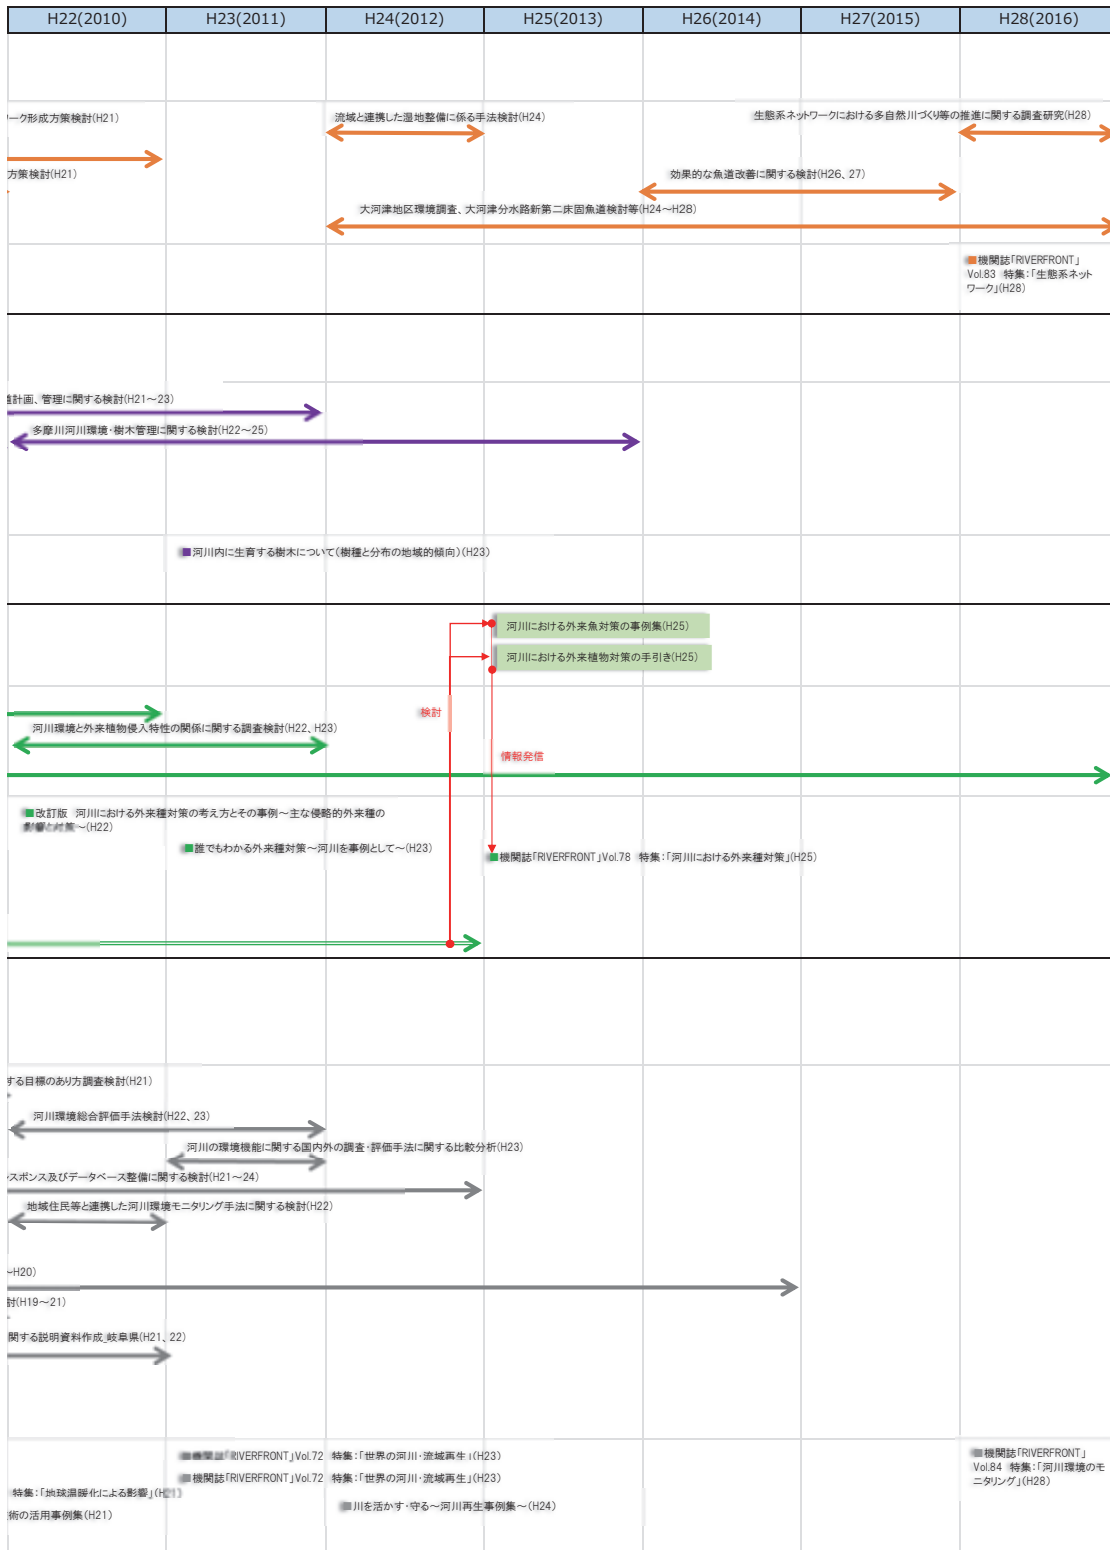 H22(2010) H23(2011) H24(2012) H25(2013) H26(2014) H27(2015) H28(2016)
ーク形成方策検討(H21)
流域と連携した湿地整備に係る手法検討(H24)
生態系ネットワークにおける多自然川づくり等の推進に関する調査研究(H28)
方策検討(H21)
効果的な魚道改善に関する検討(H26、27)
大河津地区環境調査、大河津分水路新第二床固魚道検討等(H24～H28)
■機関誌「RIVERFRONT」
Vol.83 特集：「生態系ネット
ワーク」(H28)
計画、管理に関する検討(H21～23)
多摩川河川環境・樹木管理に関する検討(H22～25)
■河川内に生育する樹木について（樹種と分布の地域的傾向）(H23)
河川における外来魚対策の事例集(H25)
河川における外来植物対策の手引き(H25)
検討
河川環境と外来植物侵入特性の関係に関する調査検討(H22、H23)
情報発信
■改訂版 河川における外来種対策の考え方とその事例～主な侵略的外来種の
影響と対策～(H22)
■誰でもわかる外来種対策～河川を事例として～(H23)
■機関誌「RIVERFRONT」Vol.78 特集：「河川における外来種対策」(H25)
する目標のあり方調査検討(H21)
河川環境総合評価手法検討(H22、23)
河川の環境機能に関する国内外の調査・評価手法に関する比較分析(H23)
スポンス及びデータベース整備に関する検討(H21～24)
地域住民等と連携した河川環境モニタリング手法に関する検討(H22)
～H20)
討(H19～21)
関する説明資料作成_岐阜県(H21、22)
■機関誌「RIVERFRONT」Vol.72 特集：「世界の河川・流域再生」(H23)
■機関誌「RIVERFRONT」
Vol.84 特集：「河川環境のモ
ニタリング」(H28)
■機関誌「RIVERFRONT」Vol.72 特集：「世界の河川・流域再生」(H23)
特集：「地球温暖化による影響」(H21)
■川を活かす・守る～河川再生事例集～(H24)
術の活用事例集(H21)